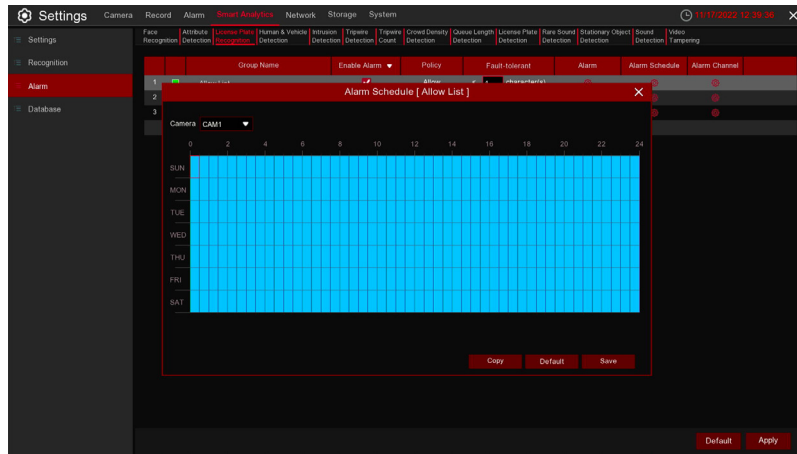 Settings Camera Record Alarm Smart Analytics Network Storage System 11/17/2022 12:39:36 X
Face Recognition Attribute Detection License Plate Recognition Human & Vehicle Detection Intrusion Detection Tripwire Detection Tripwire Count Crowd Density Detection Queue Length Detection License Plate Detection Rare Sound Detection Stationary Object Detection Sound Detection Video Tampering
Settings
Recognition
Alarm
Database
Group Name Enable Alarm Policy Fault-tolerant Alarm Alarm Schedule Alarm Channel
1 Allow List Allow ≤ 1 character(s)
2
3
Alarm Schedule [ Allow List ] X
Camera CAM1
0 2 4 6 8 10 12 14 16 18 20 22 24
SUN
MON
TUE
WED
THU
FRI
SAT
Copy Default Save
Default Apply